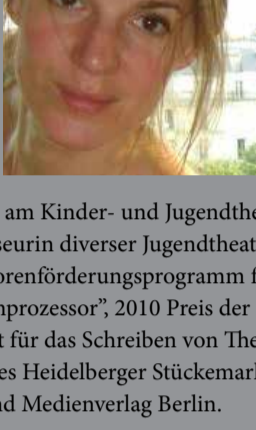 am Kinder- und Jugendthe
seurin diverser Jugendtheat
orenförderungsprogramm f
nprozessor”, 2010 Preis der
t für das Schreiben von The
es Heidelberger Stückemarl
nd Medienverlag Berlin.